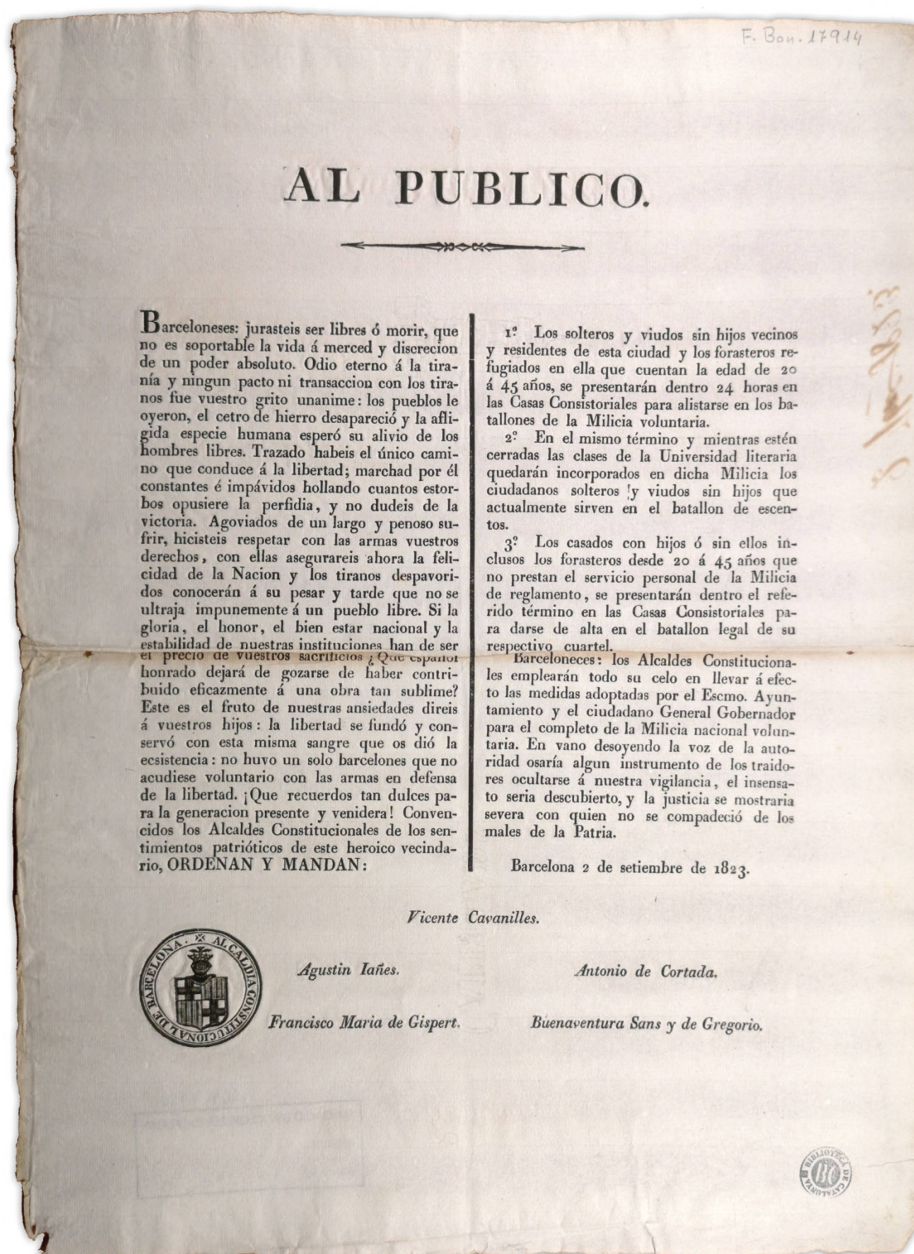 F. Bon. 17914
AL PUBLICO.
Barceloneses: jurasteis ser libres ó morir, que
no es soportable la vida á merced y discrecion
de un poder absoluto. Odio eterno á la tira-
nía y ningun pacto ni transaccion con los tira-
nos fue vuestro grito unanime: los pueblos le
oyeron, el cetro de hierro desapareció y la afli-
gida especie humana esperó su alivio de los
hombres libres. Trazado habeis el único cami-
no que conduce á la libertad; marchad por él
constantes é impávidos hollando cuantos estor-
bos opusiere la perfidia, y no dudeis de la
victoria. Agoviados de un largo y penoso su-
frir, hicisteis respetar con las armas vuestros
derechos, con ellas asegurareis ahora la feli-
cidad de la Nacion y los tiranos despavori-
dos conocerán á su pesar y tarde que no se
ultraja impunemente á un pueblo libre. Si la
gloria, el honor, el bien estar nacional y la
estabilidad de nuestras instituciones han de ser
el precio de vuestros sacrificios ¿Que español
honrado dejará de gozarse de haber contri-
buido eficazmente á una obra tan sublime?
Este es el fruto de nuestras ansiedades direis
á vuestros hijos: la libertad se fundó y con-
servó con esta misma sangre que os dió la
ecsistencia: no huvo un solo barcelones que no
acudiese voluntario con las armas en defensa
de la libertad. ¡Que recuerdos tan dulces pa-
ra la generacion presente y venidera! Conven-
cidos los Alcaldes Constitucionales de los sen-
timientos patrióticos de este heroico vecinda-
rio, ORDENAN Y MANDAN:
1º Los solteros y viudos sin hijos vecinos
y residentes de esta ciudad y los forasteros re-
fugiados en ella que cuentan la edad de 20
á 45 años, se presentarán dentro 24 horas en
las Casas Consistoriales para alistarse en los ba-
tallones de la Milicia voluntaria.
2º En el mismo término y mientras estén
cerradas las clases de la Universidad literaria
quedarán incorporados en dicha Milicia los
ciudadanos solteros y viudos sin hijos que
actualmente sirven en el batallon de escen-
tos.
3º Los casados con hijos ó sin ellos in-
clusos los forasteros desde 20 á 45 años que
no prestan el servicio personal de la Milicia
de reglamento, se presentarán dentro el refe-
rido término en las Casas Consistoriales pa-
ra darse de alta en el batallon legal de su
respectivo cuartel.
Barceloneces: los Alcaldes Constituciona-
les emplearán todo su celo en llevar á efec-
to las medidas adoptadas por el Escmo. Ayun-
tamiento y el ciudadano General Gobernador
para el completo de la Milicia nacional volun-
taria. En vano desoyendo la voz de la auto-
ridad osaría algun instrumento de los traido-
res ocultarse á nuestra vigilancia, el insensa-
to seria descubierto, y la justicia se mostraria
severa con quien no se compadeció de los
males de la Patria.
Barcelona 2 de setiembre de 1823.
Vicente Cavanilles.
Agustin Iañes.
Antonio de Cortada.
Francisco Maria de Gispert.
Buenaventura Sans y de Gregorio.
ALCALDIA CONSTITUCIONAL DE BARCELONA.
BIBLIOTECA DE CATALUNYA
BC